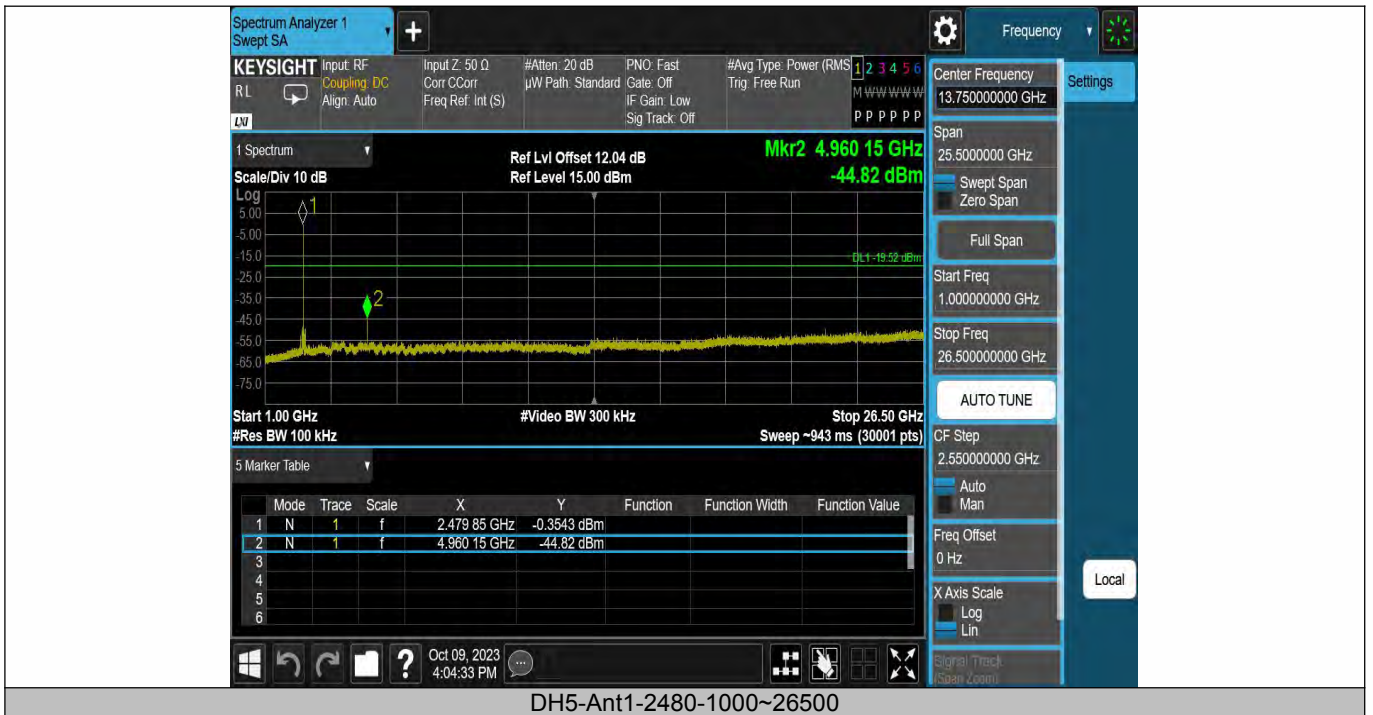 Spectrum Analyzer 1
Swept SA
+
Frequency
KEYSIGHT
RL
LXI
Input: RF
Coupling: DC
Align: Auto
Input Z: 50 Ω
Corr CCorr
Freq Ref: Int (S)
#Atten: 20 dB
µW Path: Standard
PNO: Fast
Gate: Off
IF Gain: Low
Sig Track: Off
#Avg Type: Power (RMS
Trig: Free Run
1 2 3 4 5 6
M W W W W W
P P P P P P
1 Spectrum
Scale/Div 10 dB
Ref Lvl Offset 12.04 dB
Ref Level 15.00 dBm
Mkr2 4.960 15 GHz
-44.82 dBm
Log
5.00
-5.00
-15.0
-25.0
-35.0
-45.0
-55.0
-65.0
-75.0
1
2
DL1 -19.52 dBm
Start 1.00 GHz
#Res BW 100 kHz
#Video BW 300 kHz
Stop 26.50 GHz
Sweep ~943 ms (30001 pts)
5 Marker Table
Mode Trace Scale X Y Function Function Width Function Value
1 N 1 f 2.479 85 GHz -0.3543 dBm
2 N 1 f 4.960 15 GHz -44.82 dBm
3
4
5
6
?
Oct 09, 2023
4:04:33 PM
Center Frequency
13.750000000 GHz
Settings
Span
25.5000000 GHz
Swept Span
Zero Span
Full Span
Start Freq
1.000000000 GHz
Stop Freq
26.500000000 GHz
AUTO TUNE
CF Step
2.550000000 GHz
Auto
Man
Freq Offset
0 Hz
X Axis Scale
Log
Lin
Local
Signal Track
(Span Zoom)
DH5-Ant1-2480-1000~26500